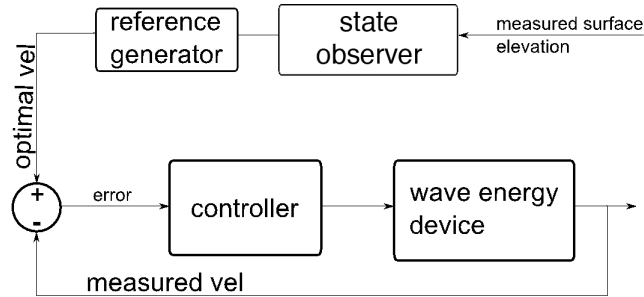 reference
generator
state
observer
measured surface
elevation
optimal vel
+
-
error
controller
wave energy
device
measured vel